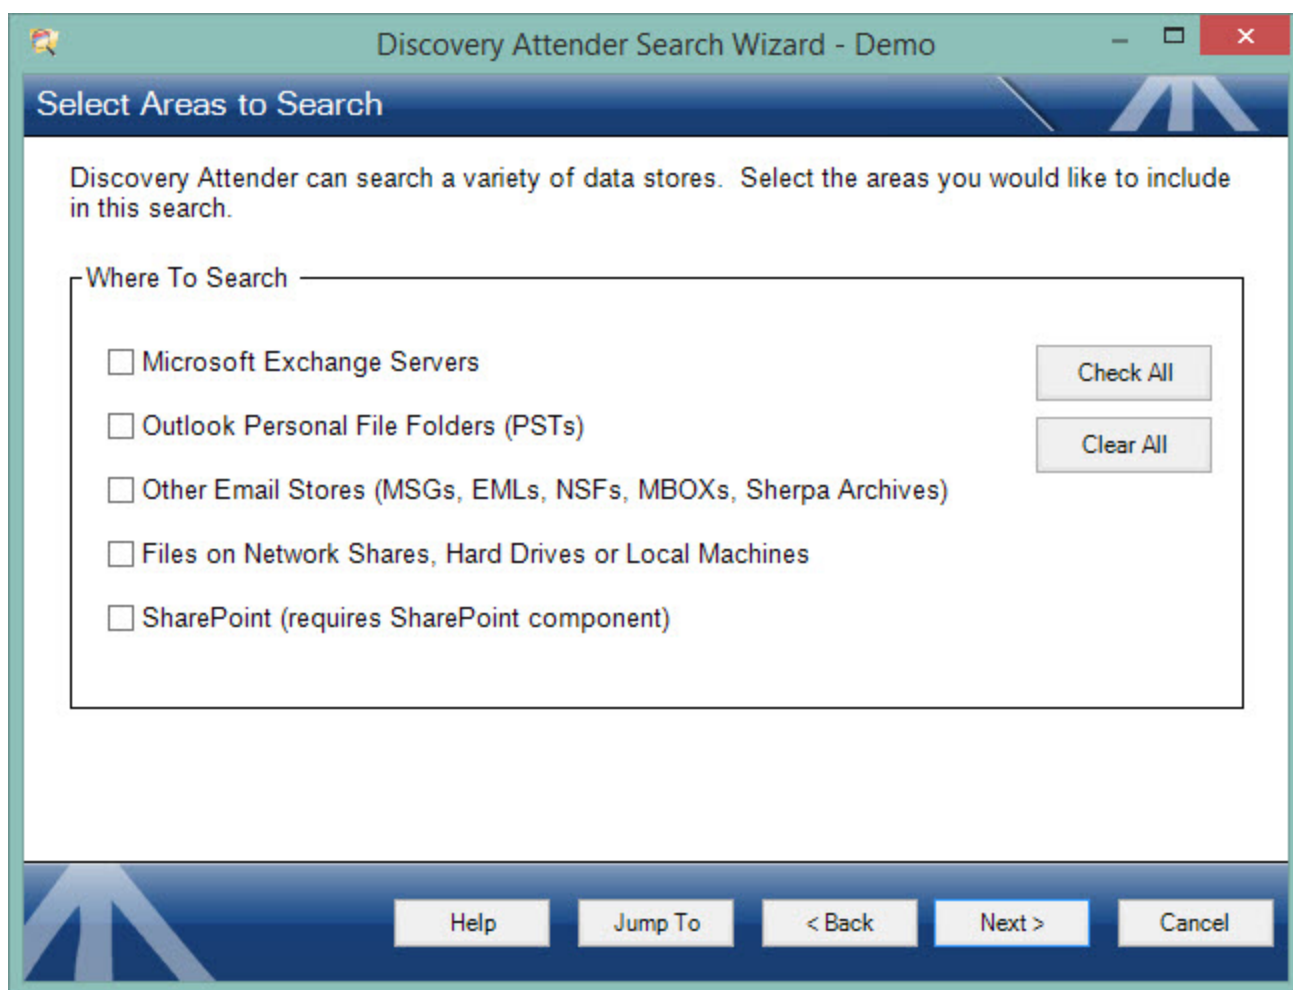 Discovery Attender Search Wizard - Demo
Select Areas to Search
Discovery Attender can search a variety of data stores.  Select the areas you would like to include
in this search.
Where To Search
Microsoft Exchange Servers
Check All
Outlook Personal File Folders (PSTs)
Clear All
Other Email Stores (MSGs, EMLs, NSFs, MBOXs, Sherpa Archives)
Files on Network Shares, Hard Drives or Local Machines
SharePoint (requires SharePoint component)
Help
Jump To
< Back
Next >
Cancel